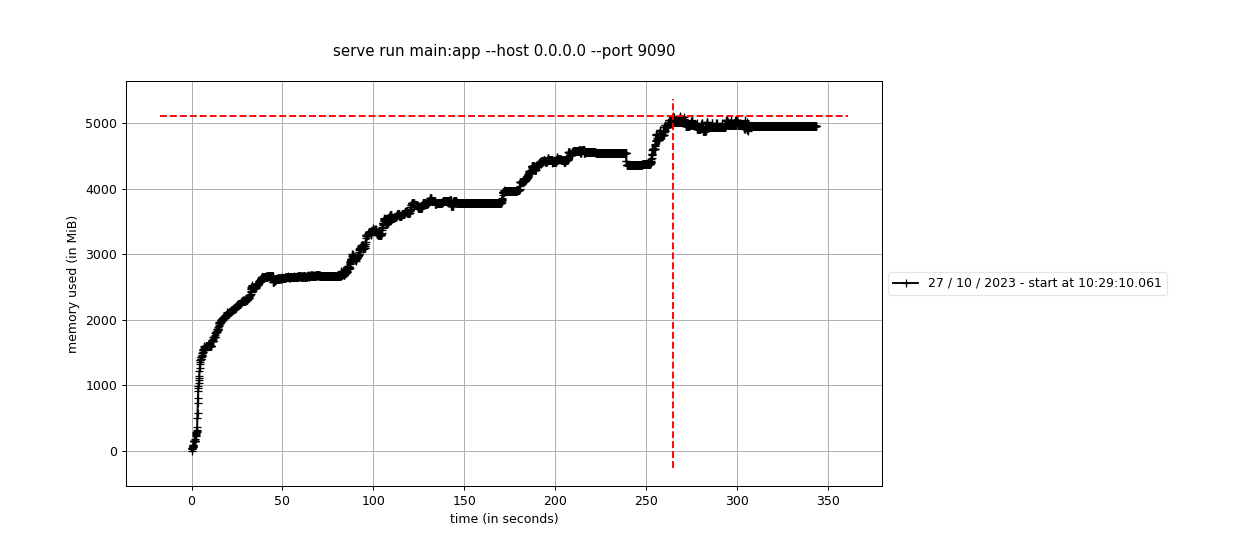 serve run main:app --host 0.0.0.0 --port 9090
memory used (in MiB)
5000
4000
3000
2000
1000
0
0 50 100 150 200 250 300 350
time (in seconds)
27 / 10 / 2023 - start at 10:29:10.061